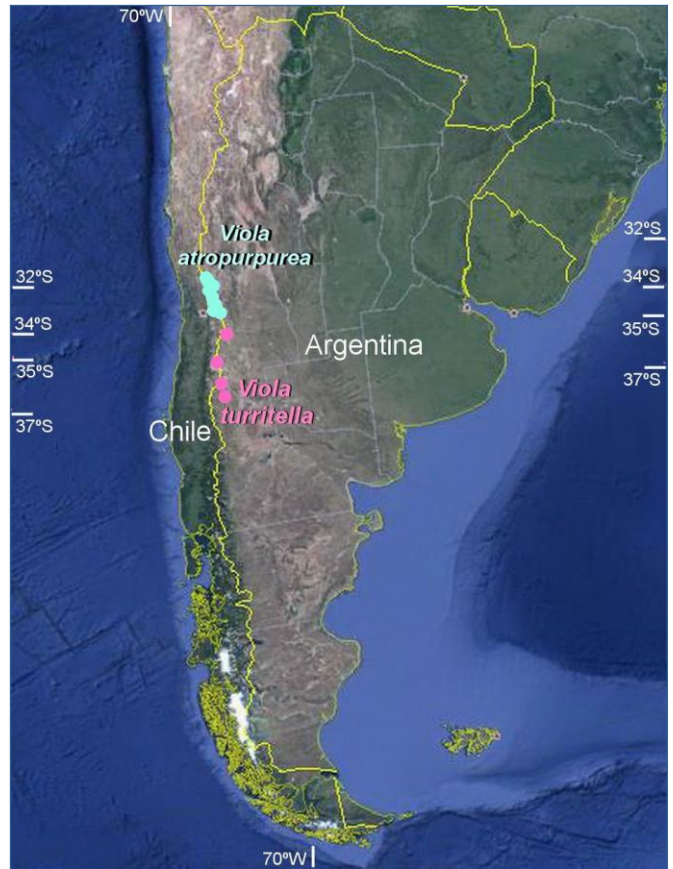 70ºW
Viola
atropurpurea
32ºS
32ºS
34ºS
34ºS
35ºS
35ºS
Argentina
37ºS
Viola
turritella
37ºS
Chile
70ºW